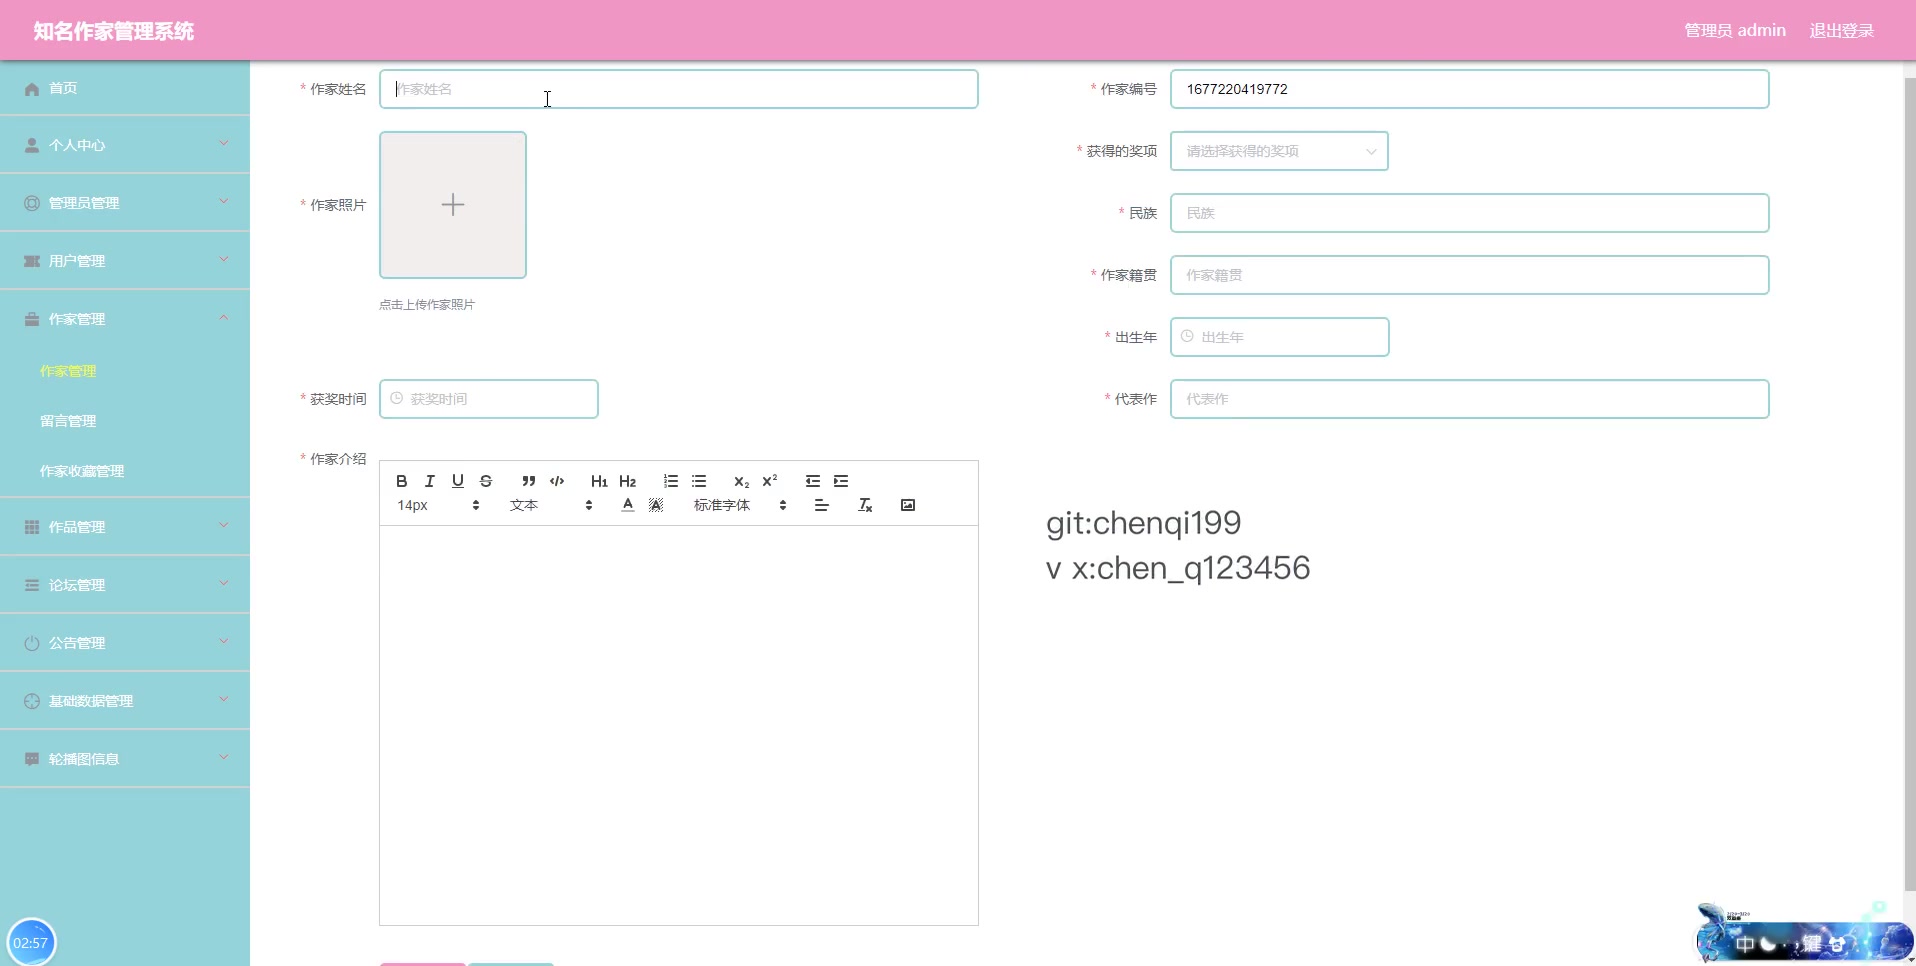 知名作家管理系统
管理员 admin
退出登录
首页
个人中心
管理员管理
用户管理
作家管理
作家管理
留言管理
作家收藏管理
作品管理
论坛管理
公告管理
基础数据管理
轮播图信息
02:57
* 作家姓名
作家姓名
* 作家编号
1677220419772
* 作家照片
点击上传作家照片
* 获得的奖项
请选择获得的奖项
* 民族
民族
* 作家籍贯
作家籍贯
* 出生年
出生年
* 获奖时间
获奖时间
* 代表作
代表作
* 作家介绍
B I U S ” </> H1 H2 X2 X2
14px 文本 A A 标准字体 Tx
git:chenqi199
v x:chen_q123456
中 键